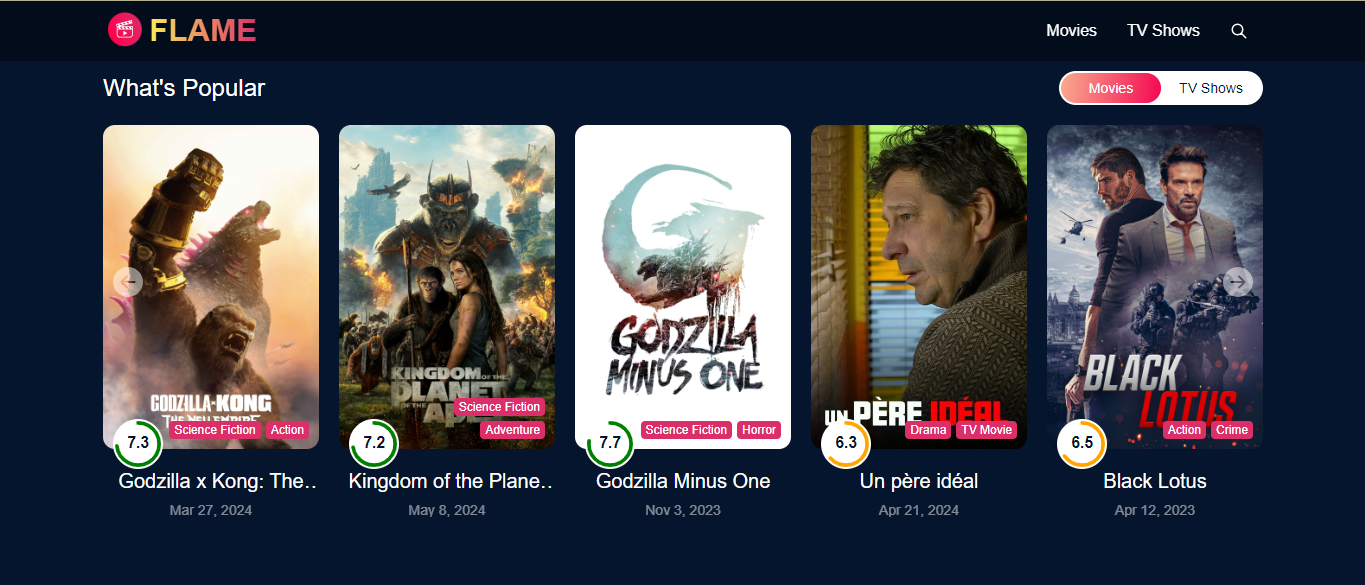 FLAME
Movies
TV Shows
What's Popular
Movies
TV Shows
GODZILLA x KONG
THE NEW EMPIRE
Science Fiction
Action
7.3
Godzilla x Kong: The..
Mar 27, 2024
KINGDOM OF THE
PLANET
OF THE APES
Science Fiction
Adventure
7.2
Kingdom of the Plane..
May 8, 2024
GODZILLA
MINUS ONE
Science Fiction
Horror
7.7
Godzilla Minus One
Nov 3, 2023
UN PÈRE IDÉAL
Drama
TV Movie
6.3
Un père idéal
Apr 21, 2024
BLACK
LOTUS
Action
Crime
6.5
Black Lotus
Apr 12, 2023